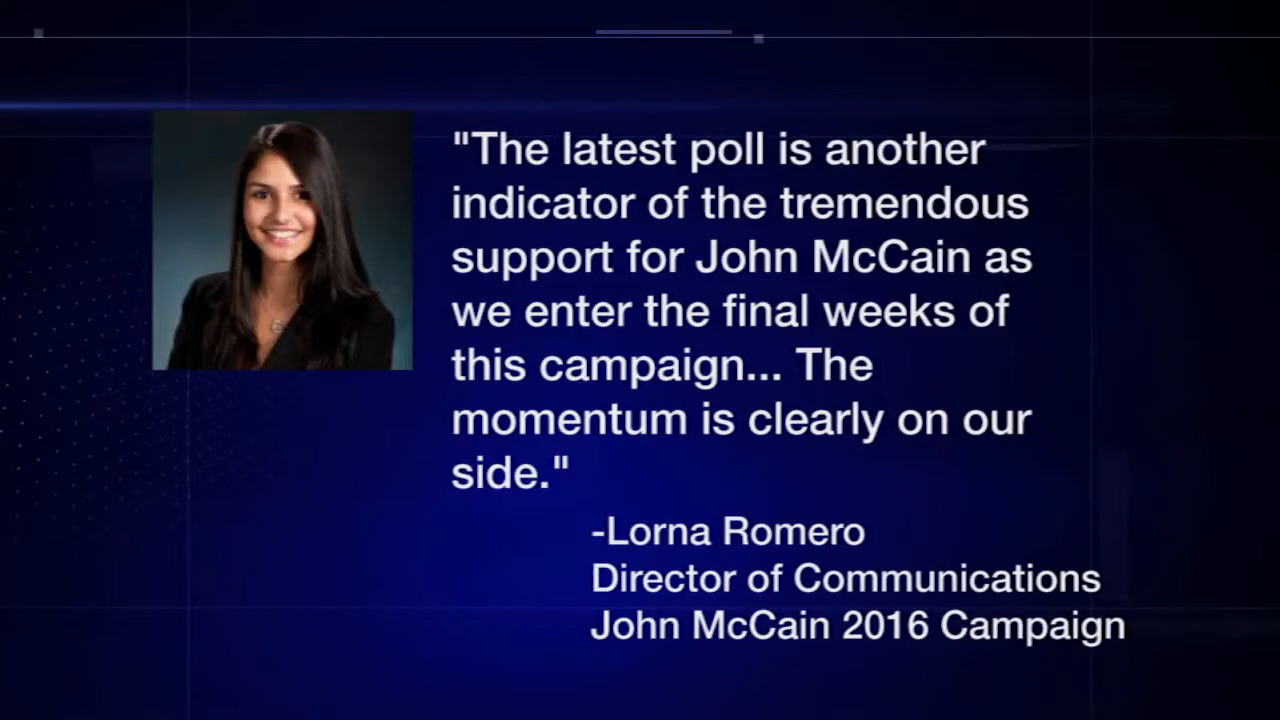 "The latest poll is another
indicator of the tremendous
support for John McCain as
we enter the final weeks of
this campaign... The
momentum is clearly on our
side."
-Lorna Romero
Director of Communications
John McCain 2016 Campaign